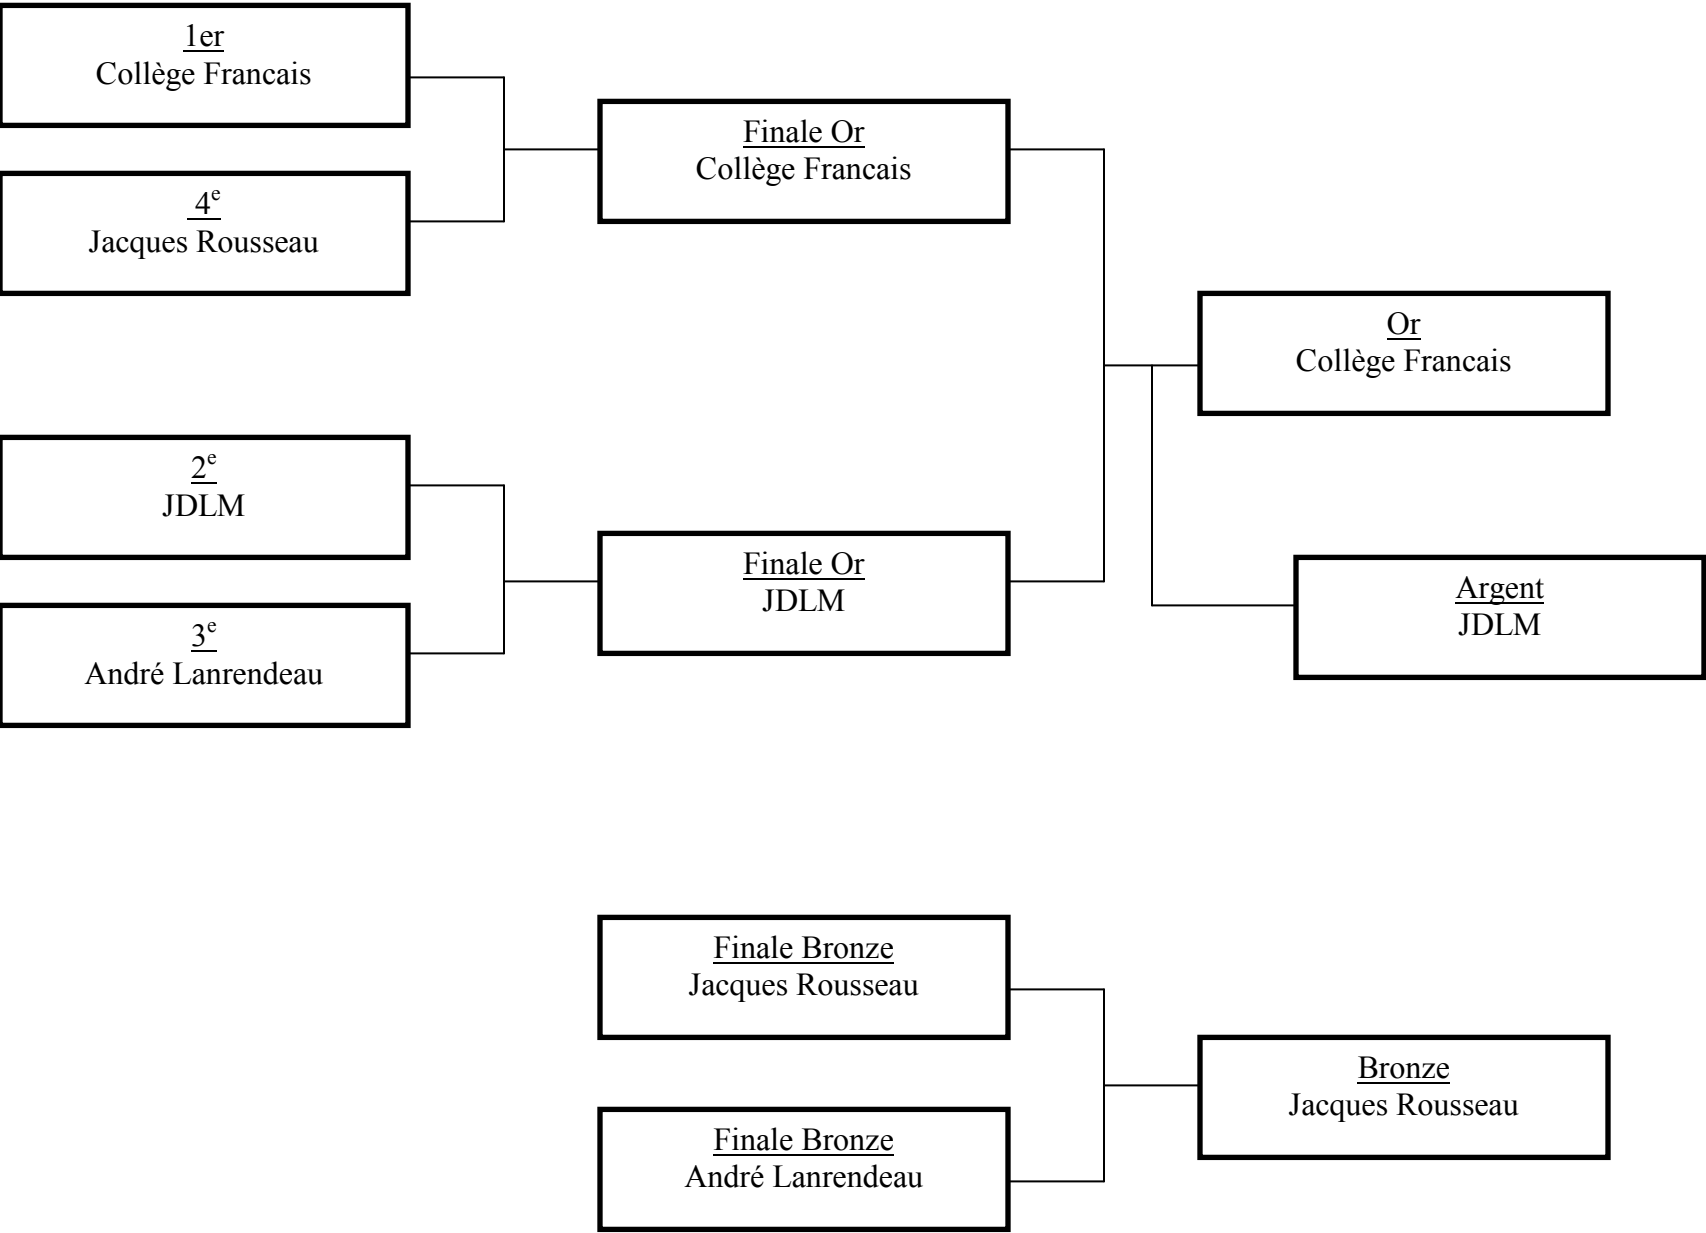 1er
Collège Francais
4e
Jacques Rousseau
2e
JDLM
3e
André Lanrendeau
Finale Or
Collège Francais
Finale Or
JDLM
Or
Collège Francais
Argent
JDLM
Finale Bronze
Jacques Rousseau
Finale Bronze
André Lanrendeau
Bronze
Jacques Rousseau